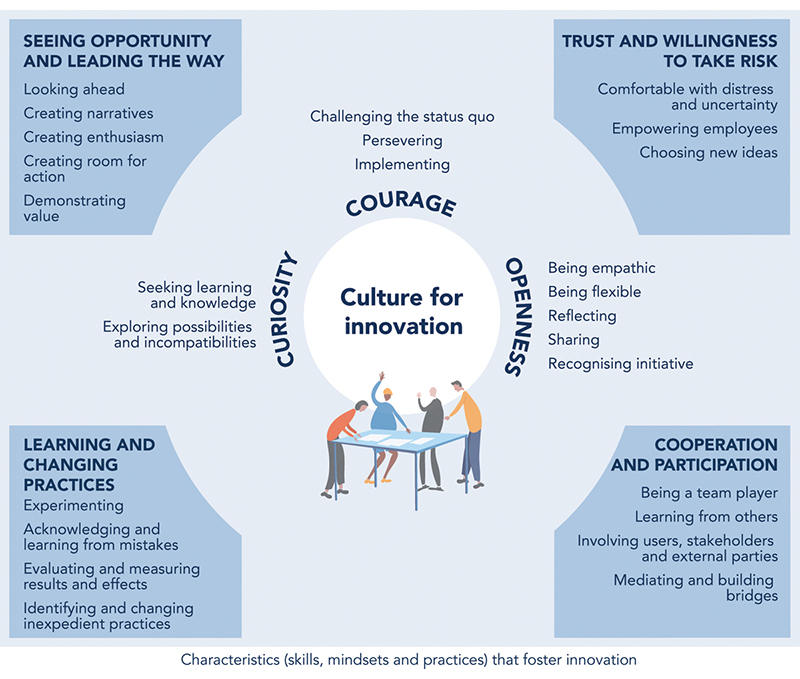 SEEING OPPORTUNITY
AND LEADING THE WAY
Looking ahead
Creating narratives
Creating enthusiasm
Creating room for
action
Demonstrating
value
TRUST AND WILLINGNESS
TO TAKE RISK
Comfortable with distress
and uncertainty
Empowering employees
Choosing new ideas
Challenging the status quo
Persevering
Implementing
COURAGE
Seeking learning
and knowledge
Exploring possibilities
and incompatibilities
CURIOSITY
Culture for
innovation
OPENNESS
Being empathic
Being flexible
Reflecting
Sharing
Recognising initiative
LEARNING AND
CHANGING
PRACTICES
Experimenting
Acknowledging and
learning from mistakes
Evaluating and measuring
results and effects
Identifying and changing
inexpedient practices
COOPERATION
AND PARTICIPATION
Being a team player
Learning from others
Involving users, stakeholders
and external parties
Mediating and building
bridges
Characteristics (skills, mindsets and practices) that foster innovation